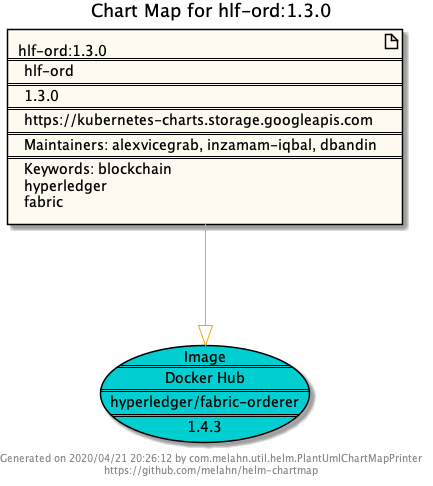 Chart Map for hlf-ord:1.3.0
hlf-ord:1.3.0
hlf-ord
1.3.0
https://kubernetes-charts.storage.googleapis.com
Maintainers: alexvicegrab, inzamam-iqbal, dbandin
Keywords: blockchain
hyperledger
fabric
Image
Docker Hub
hyperledger/fabric-orderer
1.4.3
Generated on 2020/04/21 20:26:12 by com.melahn.util.helm.PlantUmlChartMapPrinter
https://github.com/melahn/helm-chartmap